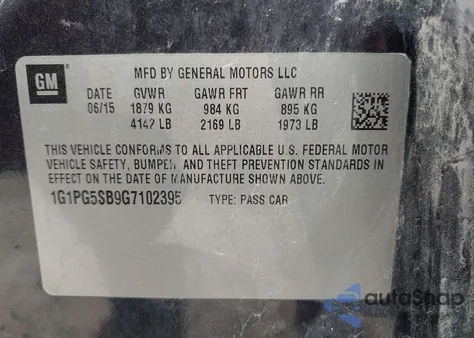 GM
MFD BY GENERAL MOTORS LLC
DATE GVWR GAWR FRT GAWR RR
06/15 1879 KG 984 KG 895 KG
4142 LB 2169 LB 1973 LB
THIS VEHICLE CONFORMS TO ALL APPLICABLE U.S. FEDERAL MOTOR
VEHICLE SAFETY, BUMPER, AND THEFT PREVENTION STANDARDS IN
EFFECT ON THE DATE OF MANUFACTURE SHOWN ABOVE.
1G1PG5SB9G7102395 TYPE: PASS CAR
autoSnap